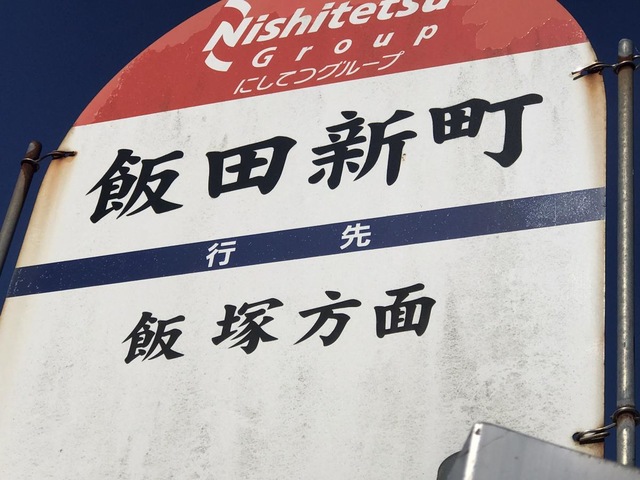 Nishitetsu
Group
にしてつグループ
飯田新町
行先
飯塚方面